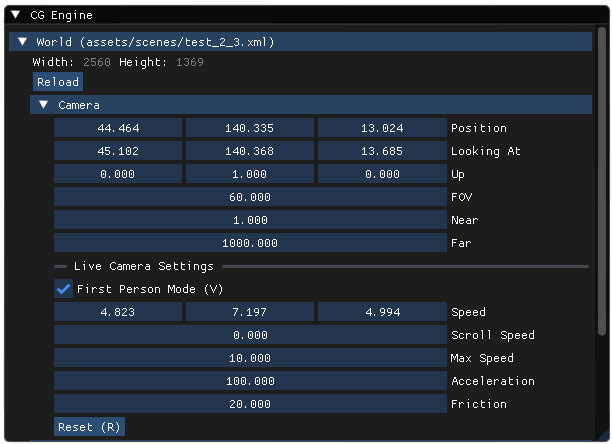 CG Engine
World (assets/scenes/test_2_3.xml)
Width: 2560 Height: 1369
Reload
Camera
44.464 140.335 13.024 Position
45.102 140.368 13.685 Looking At
0.000 1.000 0.000 Up
60.000 FOV
1.000 Near
1000.000 Far
Live Camera Settings
First Person Mode (V)
4.823 7.197 4.994 Speed
0.000 Scroll Speed
10.000 Max Speed
100.000 Acceleration
20.000 Friction
Reset (R)